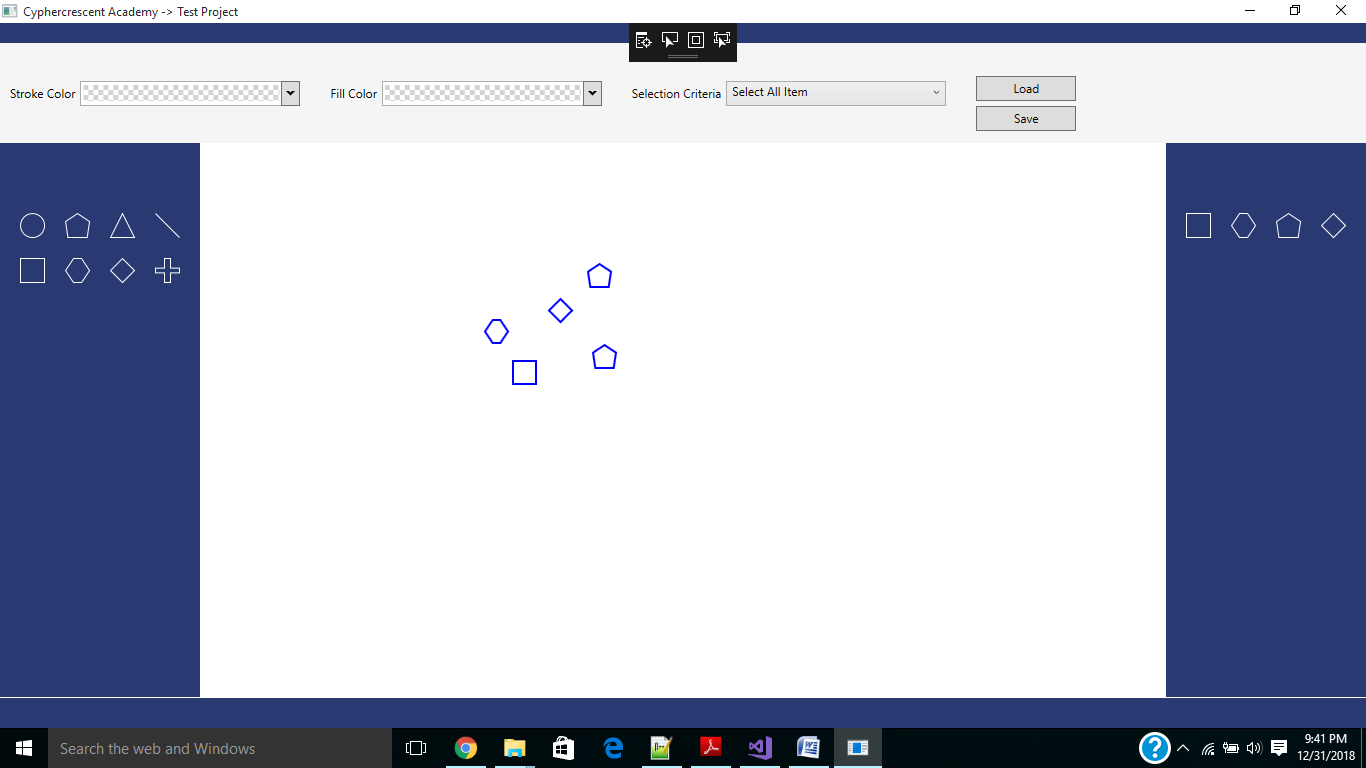 Cyphercrescent Academy -> Test Project
Stroke Color
Fill Color
Selection Criteria
Select All Item
Load
Save
Search the web and Windows
9:41 PM
12/31/2018